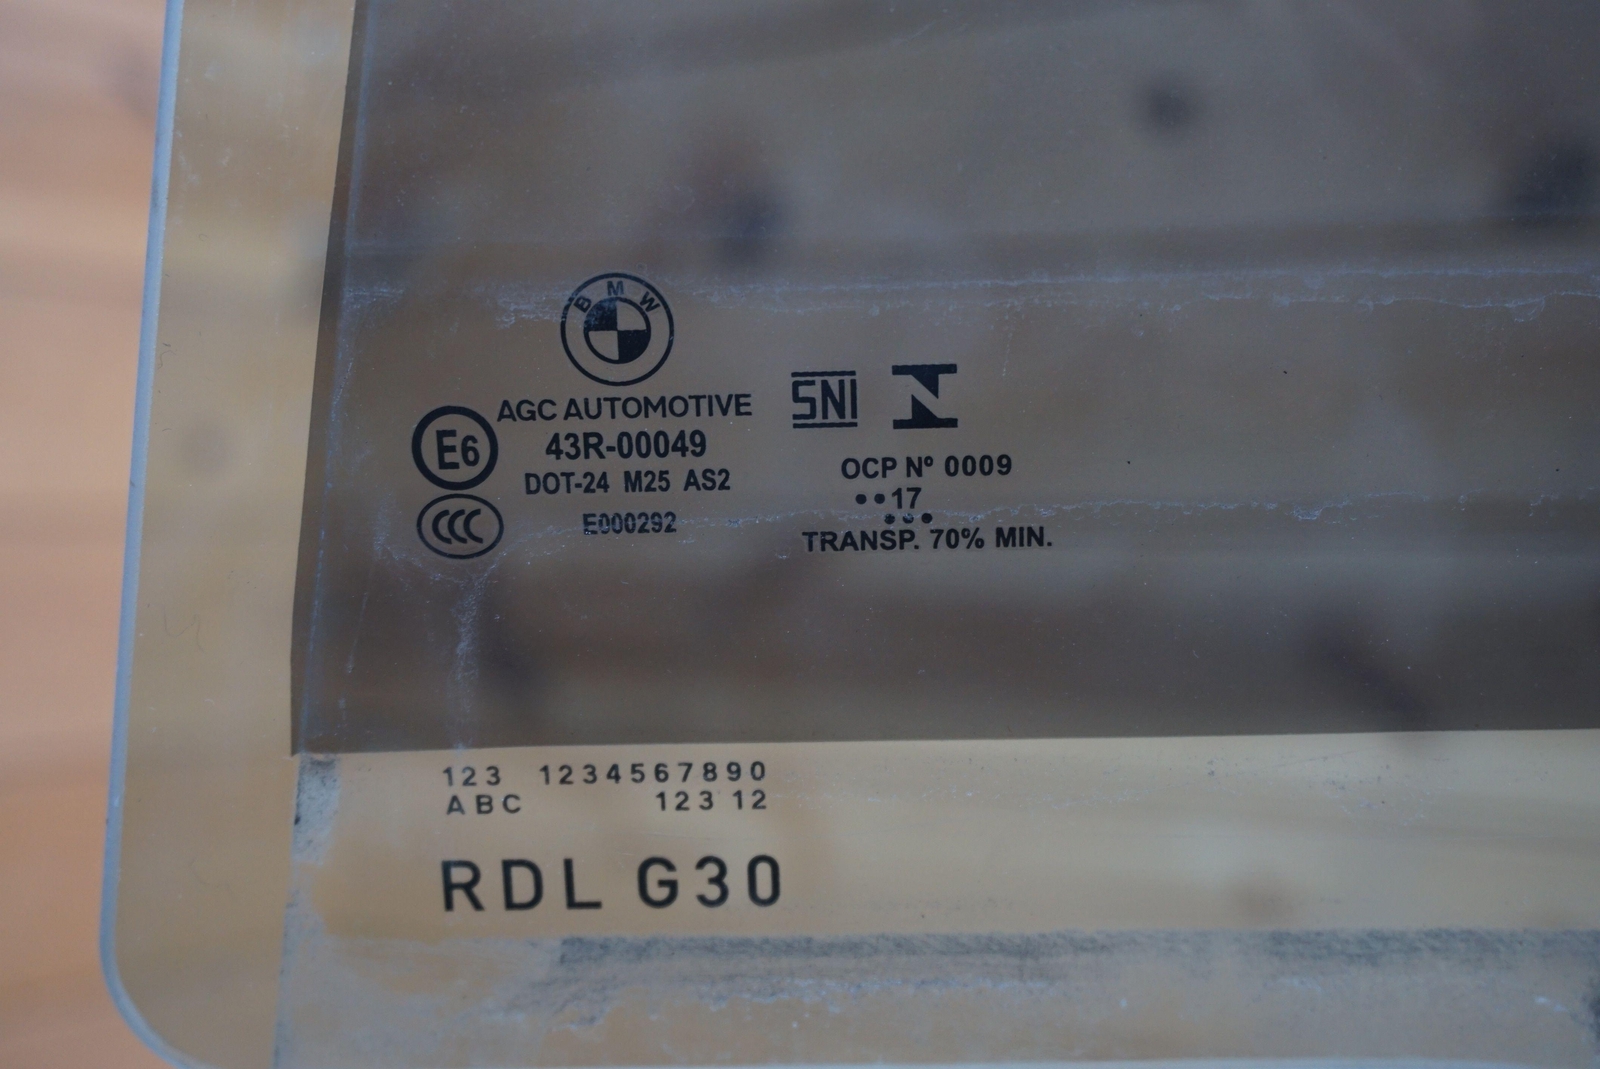 BMW
AGC AUTOMOTIVE
E6
43R-00049
DOT-24 M25 AS2
CCC
E000292
SNI
OCP Nº 0009
••17
•••
TRANSP. 70% MIN.
123 1234567890
ABC 123 12
RDL G30